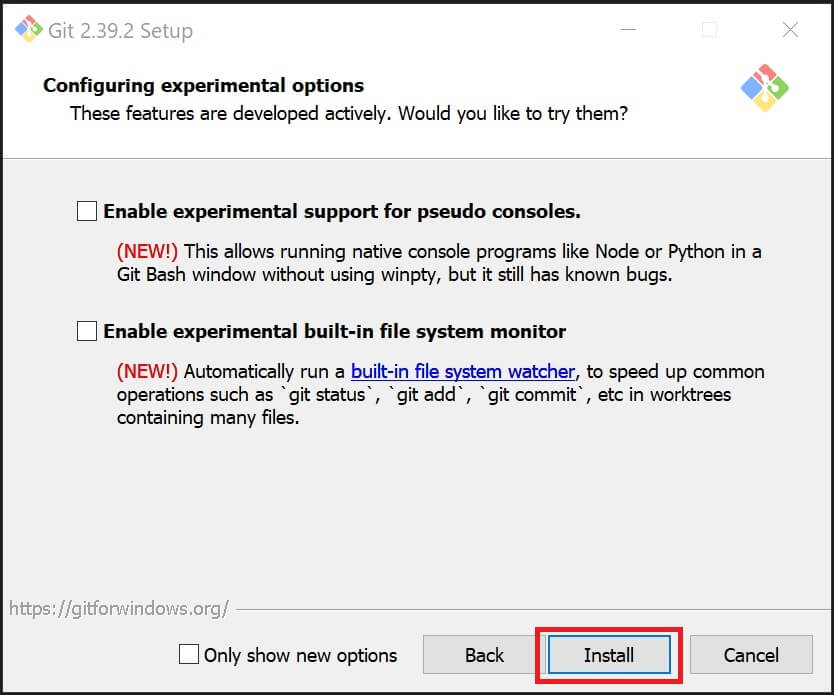 Git 2.39.2 Setup
Configuring experimental options
These features are developed actively. Would you like to try them?
Enable experimental support for pseudo consoles.
(NEW!) This allows running native console programs like Node or Python in a
Git Bash window without using winpty, but it still has known bugs.
Enable experimental built-in file system monitor
(NEW!) Automatically run a built-in file system watcher, to speed up common
operations such as `git status`, `git add`, `git commit`, etc in worktrees
containing many files.
https://gitforwindows.org/
Only show new options
Back
Install
Cancel